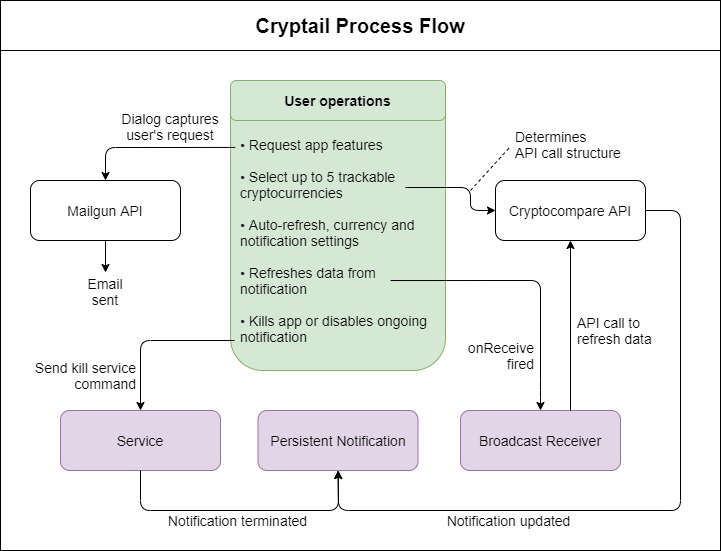 Cryptail Process Flow
User operations
Dialog captures
user's request
• Request app features
Determines
API call structure
• Select up to 5 trackable
cryptocurrencies
Mailgun API
Cryptocompare API
• Auto-refresh, currency and
notification settings
• Refreshes data from
notification
Email
sent
• Kills app or disables ongoing
notification
API call to
refresh data
onReceive
fired
Send kill service
command
Service
Persistent Notification
Broadcast Receiver
Notification terminated
Notification updated